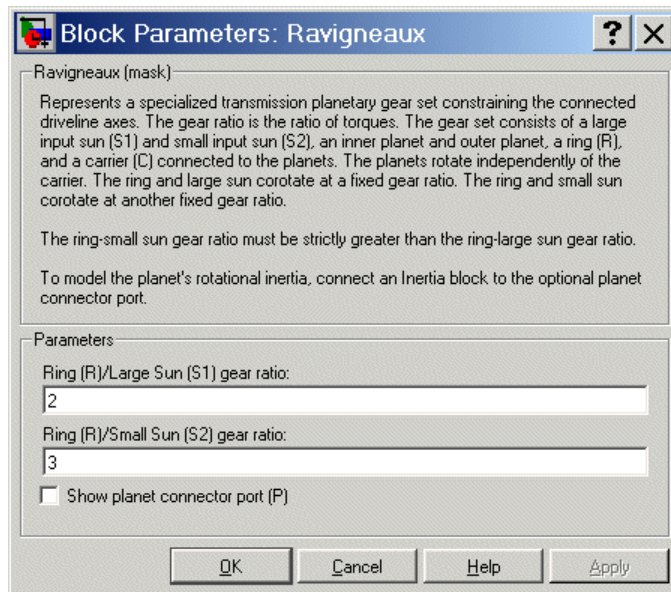 Block Parameters: Ravigneaux
Ravigneaux (mask)
Represents a specialized transmission planetary gear set constraining the connected
driveline axes. The gear ratio is the ratio of torques. The gear set consists of a large
input sun (S1) and small input sun (S2), an inner planet and outer planet, a ring (R),
and a carrier (C) connected to the planets. The planets rotate independently of the
carrier. The ring and large sun corotate at a fixed gear ratio. The ring and small sun
corotate at another fixed gear ratio.
The ring-small sun gear ratio must be strictly greater than the ring-large sun gear ratio.
To model the planet's rotational inertia, connect an Inertia block to the optional planet
connector port.
Parameters
Ring (R)/Large Sun (S1) gear ratio:
2
Ring (R)/Small Sun (S2) gear ratio:
3
Show planet connector port (P)
OK Cancel Help Apply